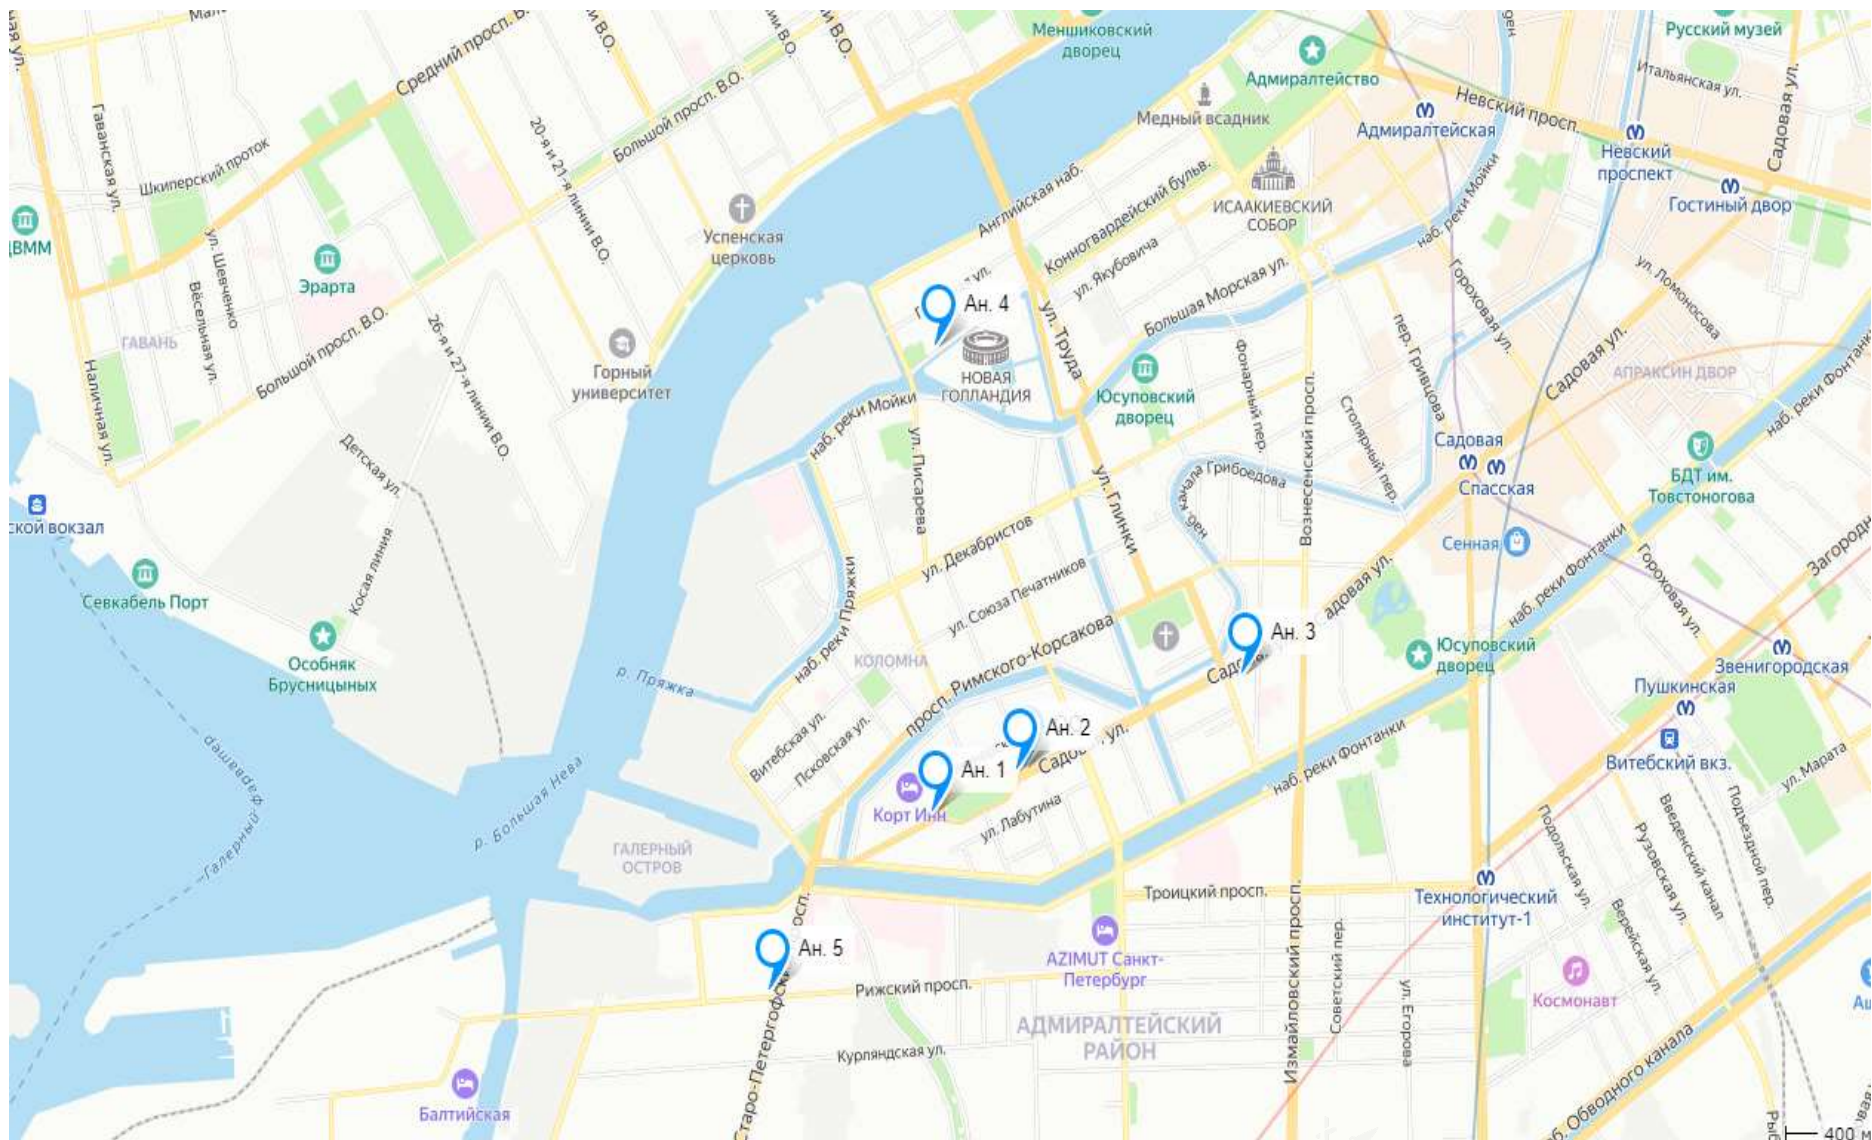 Средний просп. В.О.
Меншиковский
дворец
Русский музей
Адмиралтейство
Итальянская ул.
Садовая ул.
Невский просп.
Медный всадник
Адмиралтейская
Невский
проспект
Гостиный двор
Гаванская ул.
Шкиперский проток
20-я и 21-я линии В.О.
Большой просп. В.О.
Английская наб.
Конногвардейский бульв.
ИСААКИЕВСКИЙ
СОБОР
наб. реки Мойки
Успенская
церковь
Эрарта
ул. Шевченко
Весельная ул.
ГАВАНЬ
Большой просп. В.О.
26-я и 27-я линии В.О.
Наличная ул.
Горный
университет
Ан. 4
НОВАЯ
ГОЛЛАНДИЯ
ул. Труда
ул. Якубовича
Большая Морская ул.
Гороховая ул.
ул. Ломоносова
пер. Гривцова
Садовая ул.
АПРАКСИН ДВОР
наб. реки Фонтанки
Юсуповский
дворец
Фонарный пер.
Вознесенский просп.
Столярный пер.
Садовая
Спасская
БДТ им.
Товстоногова
наб. реки Мойки
ул. Писарева
Детская ул.
ул. Глинки
наб. канала Грибоедова
ской вокзал
Сенная
Загородн
Севкабель Порт
Косая линия
ул. Декабристов
ул. Союза Печатников
наб. реки Пряжки
адовая ул.
наб. реки Фонтанки
Гороховая ул.
Особняк
Брусницыных
р. Пряжка
КОЛОМНА
просп. Римского-Корсакова
Ан. 3
Юсуповский
дворец
Звенигородская
Пушкинская
Витебская ул.
Псковская ул.
Ан. 2
Садовая ул.
наб. реки Фонтанки
Витебский вкз.
ул. Марата
Ан. 1
Корт Инн
ул. Лабутина
фарватер
Галерный
р. Большая Нева
ГАЛЕРНЫЙ
ОСТРОВ
Троицкий просп.
Технологический
институт-1
Подольская ул.
Рузовская ул.
Введенский канал
Подъездной пер.
Верейская ул.
Ан. 5
Рижский просп.
AZIMUT Санкт-
Петербург
Измайловский просп.
Советский пер.
ул. Егорова
Космонавт
АДМИРАЛТЕЙСКИЙ
РАЙОН
Курляндская ул.
Старо-Петергофский просп.
Балтийская
наб. Обводного канала
400 м